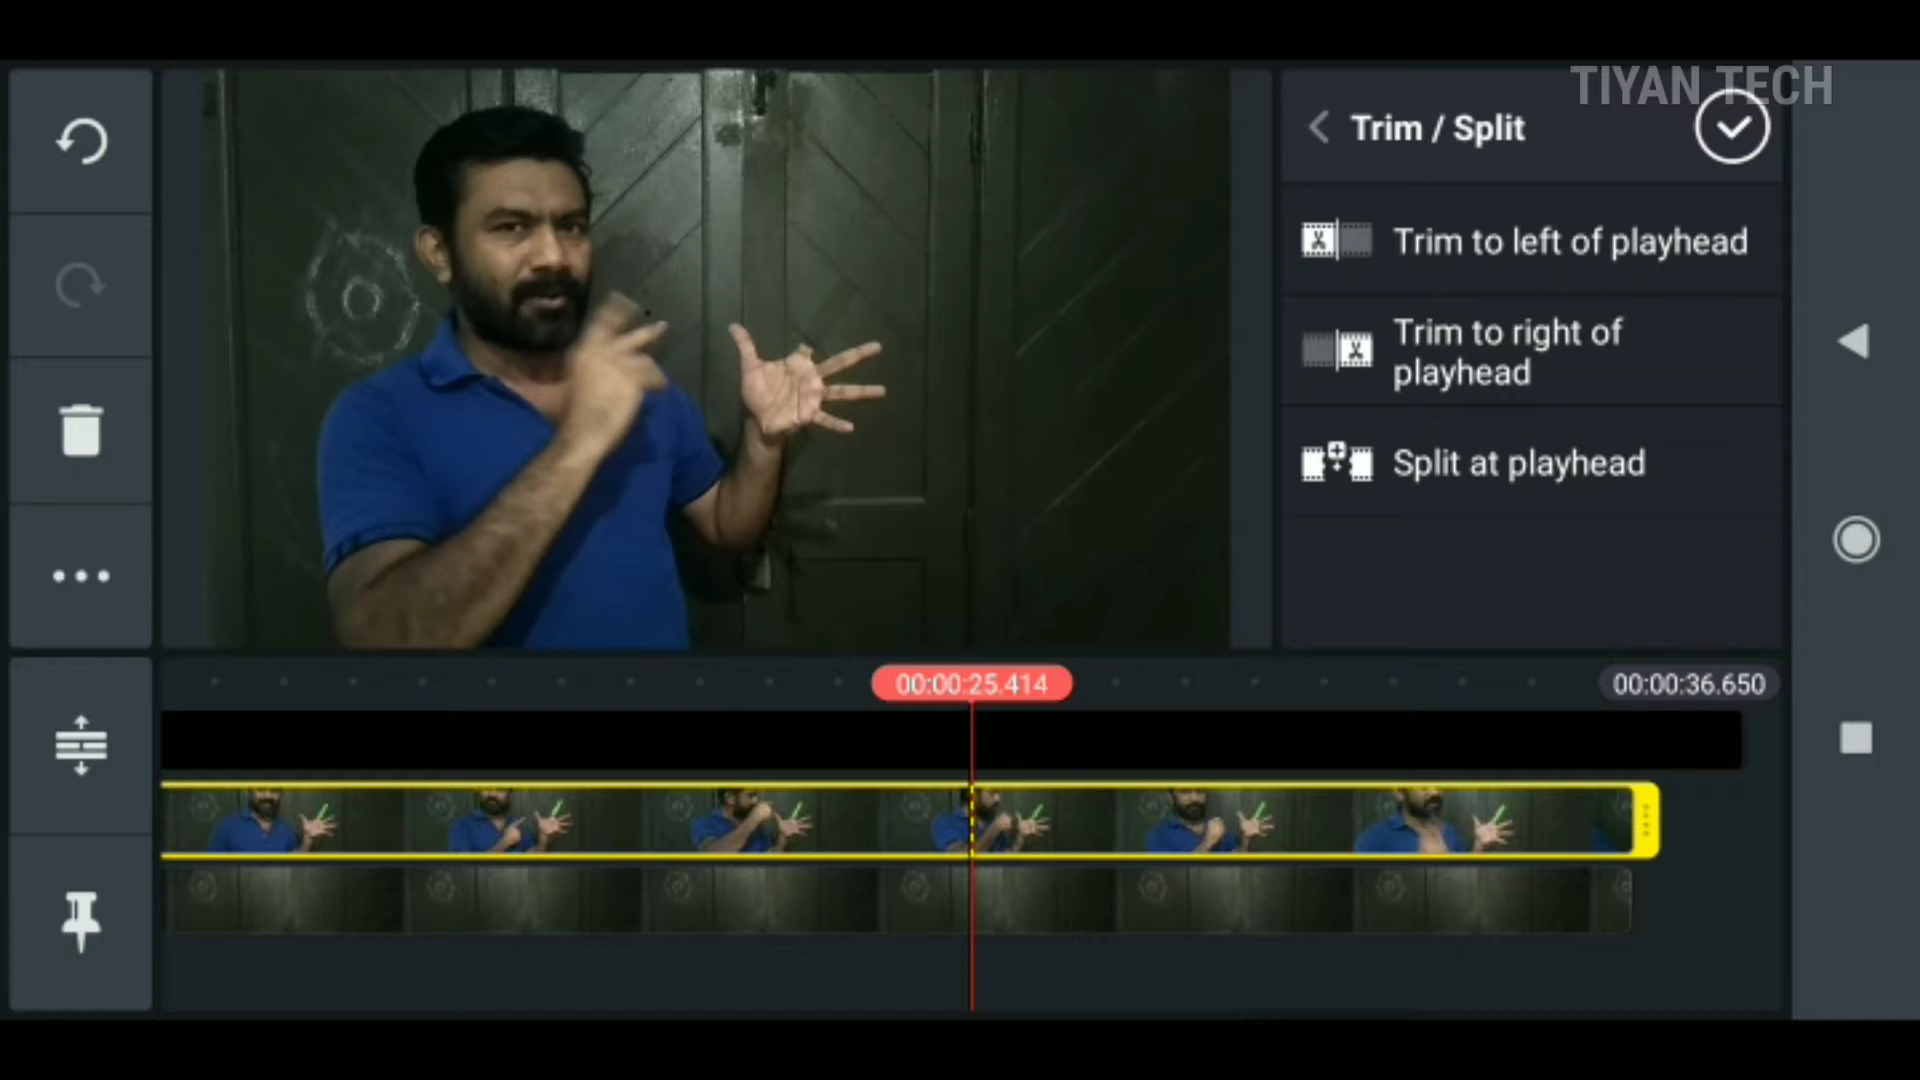 TIYAN TECH
Trim / Split
Trim to left of playhead
Trim to right of
playhead
Split at playhead
00:00:25.414
00:00:36.650